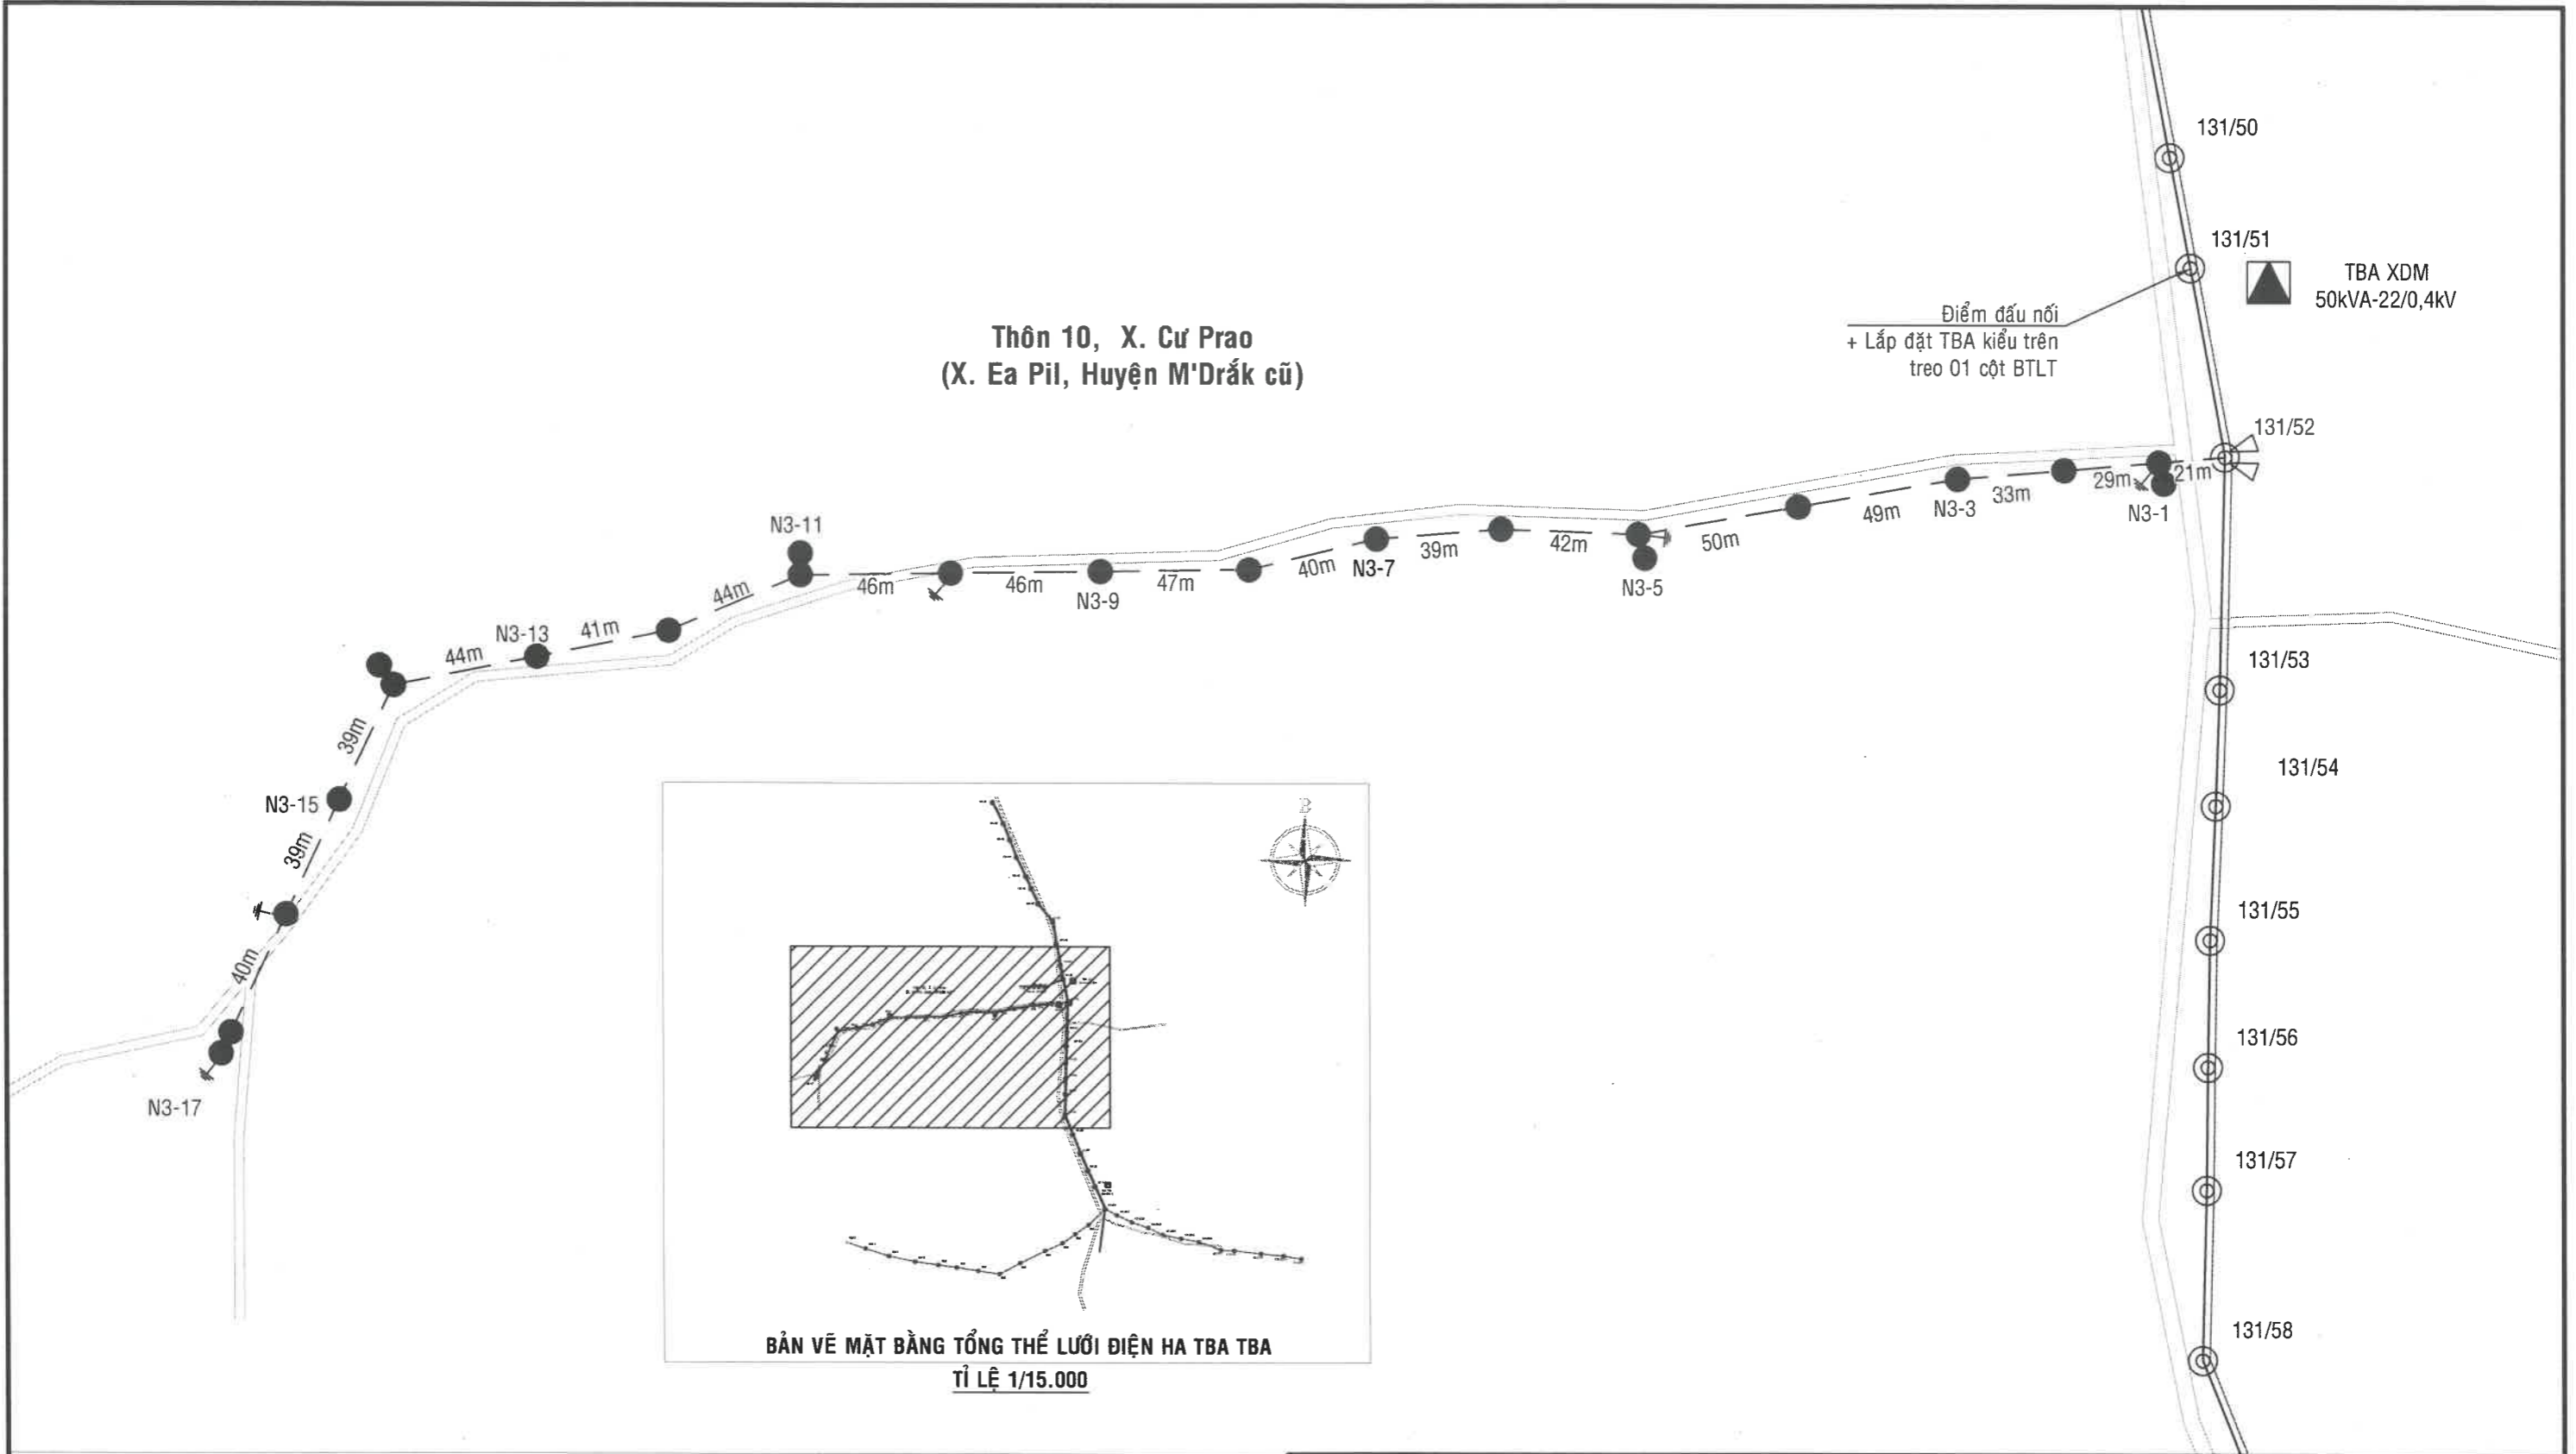 131/50
131/51
TBA XDM
50kVA-22/0,4kV
Điểm đấu nối
+ Lắp đặt TBA kiểu trên
treo 01 cột BTLT
Thôn 10, X. Cư Prao
(X. Ea Pil, Huyện M'Drắk cũ)
131/52
21m
29m
N3-1
33m
N3-3
49m
50m
N3-5
42m
39m
N3-7
40m
47m
N3-9
46m
46m
N3-11
44m
41m
N3-13
44m
39m
N3-15
39m
40m
N3-17
131/53
131/54
131/55
131/56
131/57
131/58
B
BẢN VẼ MẶT BẰNG TỔNG THỂ LƯỚI ĐIỆN HA TBA TBA
TỈ LỆ 1/15.000